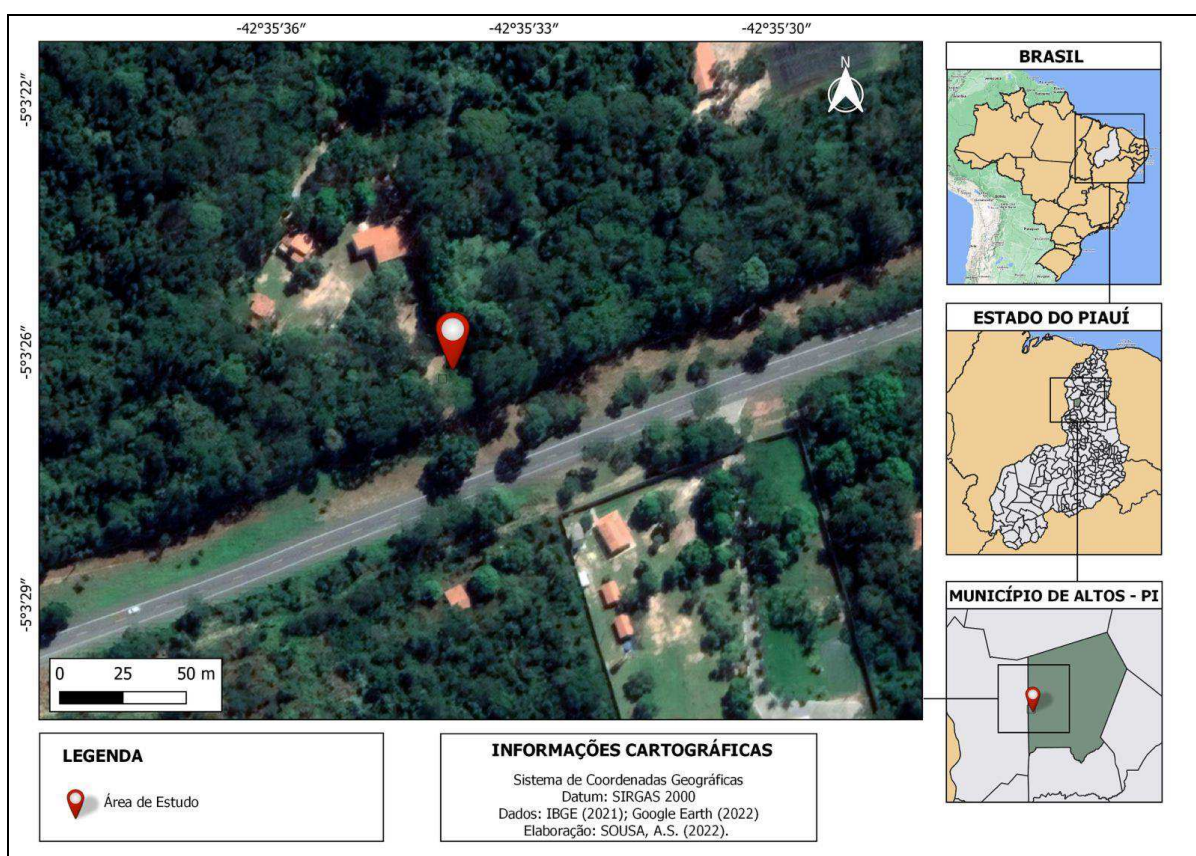 -42°35'36" -42°35'33" -42°35'30"
-5°3'22"
-5°3'26"
-5°3'29"
N
0 25 50 m
BRASIL
ESTADO DO PIAUÍ
MUNICÍPIO DE ALTOS - PI
LEGENDA
Área de Estudo
INFORMAÇÕES CARTOGRÁFICAS
Sistema de Coordenadas Geográficas
Datum: SIRGAS 2000
Dados: IBGE (2021); Google Earth (2022)
Elaboração: SOUSA, A.S. (2022).